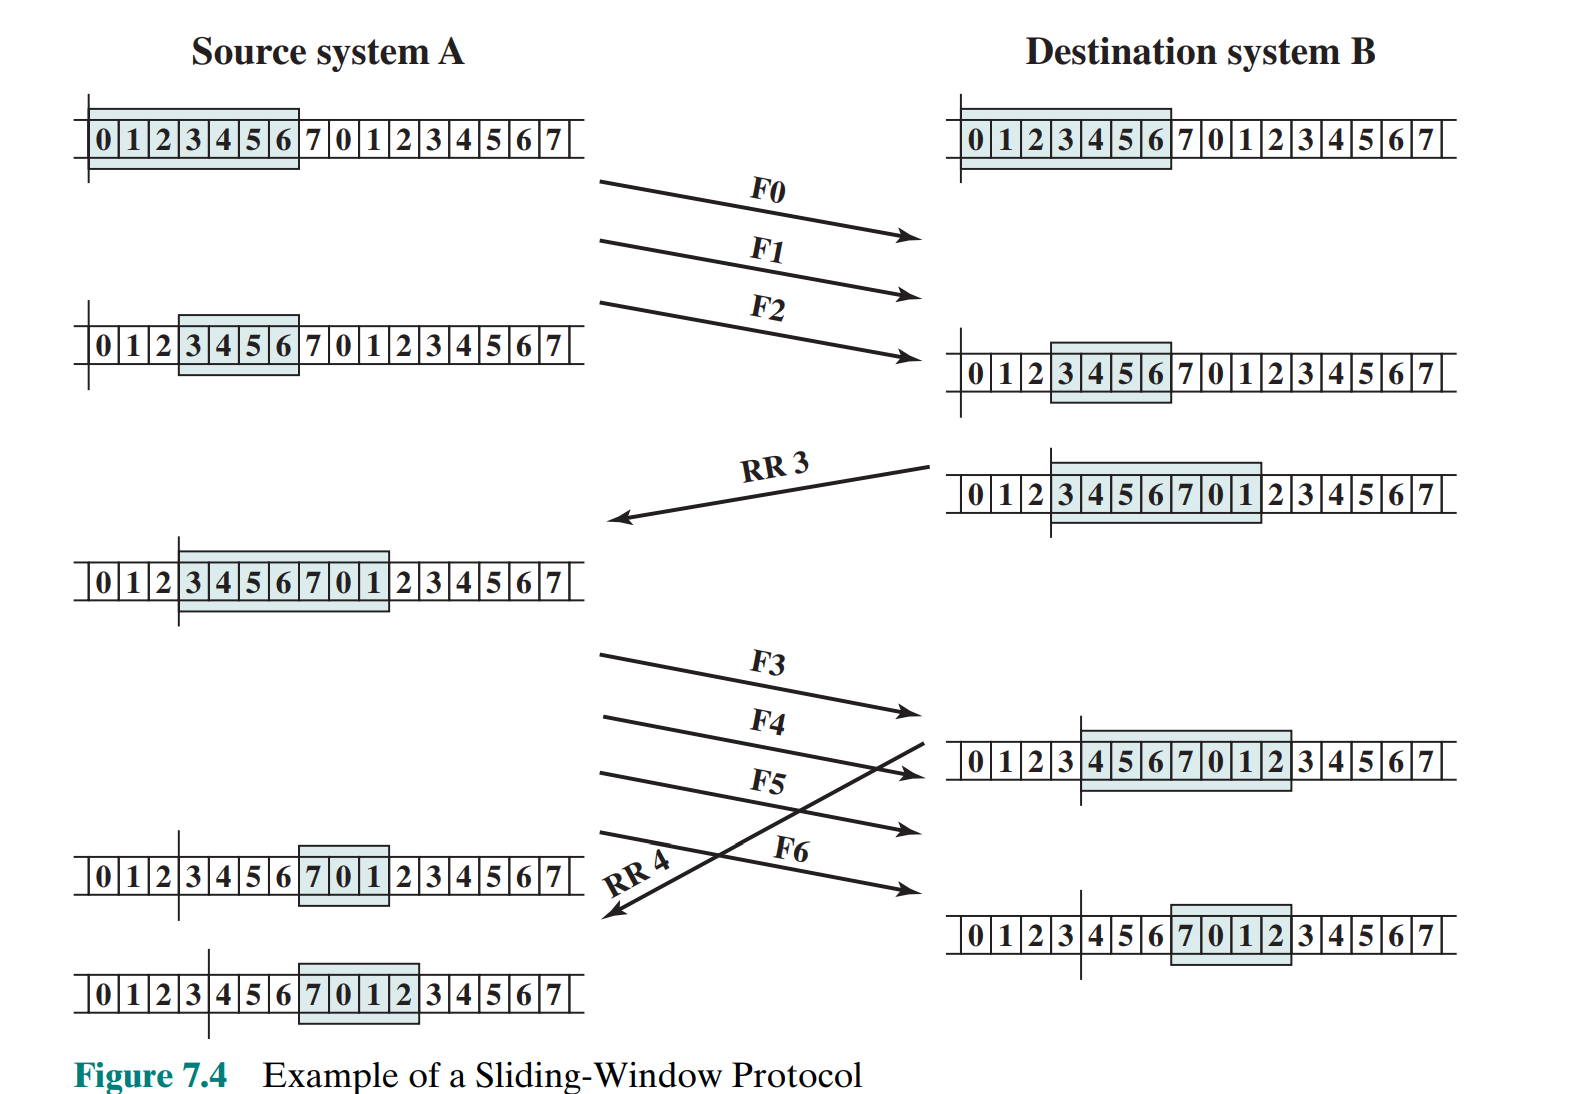 Source system A Destination system B
0 1 2 3 4 5 6 7 0 1 2 3 4 5 6 7 0 1 2 3 4 5 6 7 0 1 2 3 4 5 6 7
F0
F1
F2
0 1 2 3 4 5 6 7 0 1 2 3 4 5 6 7
0 1 2 3 4 5 6 7 0 1 2 3 4 5 6 7
RR 3
0 1 2 3 4 5 6 7 0 1 2 3 4 5 6 7
0 1 2 3 4 5 6 7 0 1 2 3 4 5 6 7
F3
F4
0 1 2 3 4 5 6 7 0 1 2 3 4 5 6 7
F5
F6
RR 4
0 1 2 3 4 5 6 7 0 1 2 3 4 5 6 7
0 1 2 3 4 5 6 7 0 1 2 3 4 5 6 7
0 1 2 3 4 5 6 7 0 1 2 3 4 5 6 7
Figure 7.4 Example of a Sliding-Window Protocol